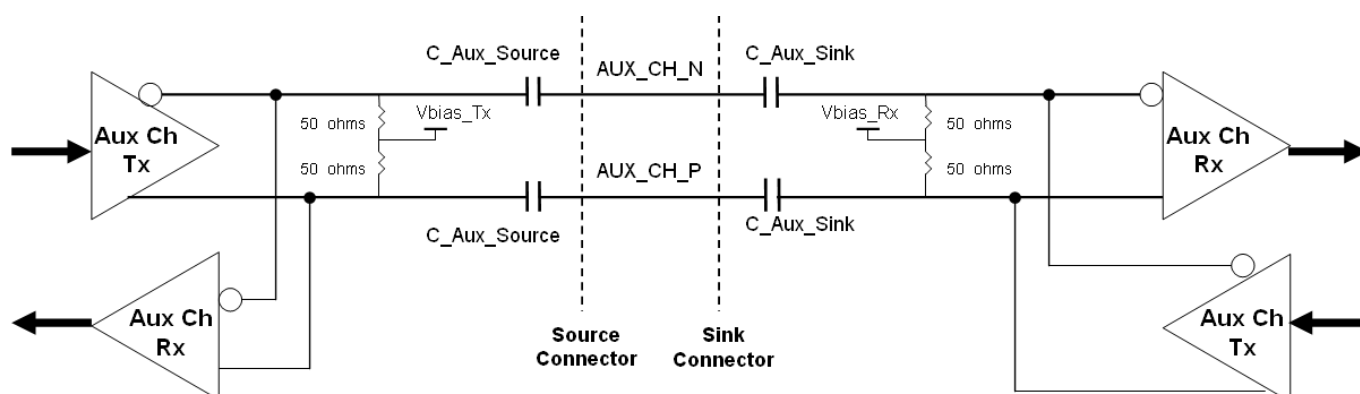 C_Aux_Source
AUX_CH_N
C_Aux_Sink
Aux Ch
Tx
50 ohms
Vbias_Tx
50 ohms
Vbias_Rx
50 ohms
50 ohms
Aux Ch
Rx
AUX_CH_P
C_Aux_Source
C_Aux_Sink
Aux Ch
Rx
Source
Connector
Sink
Connector
Aux Ch
Tx